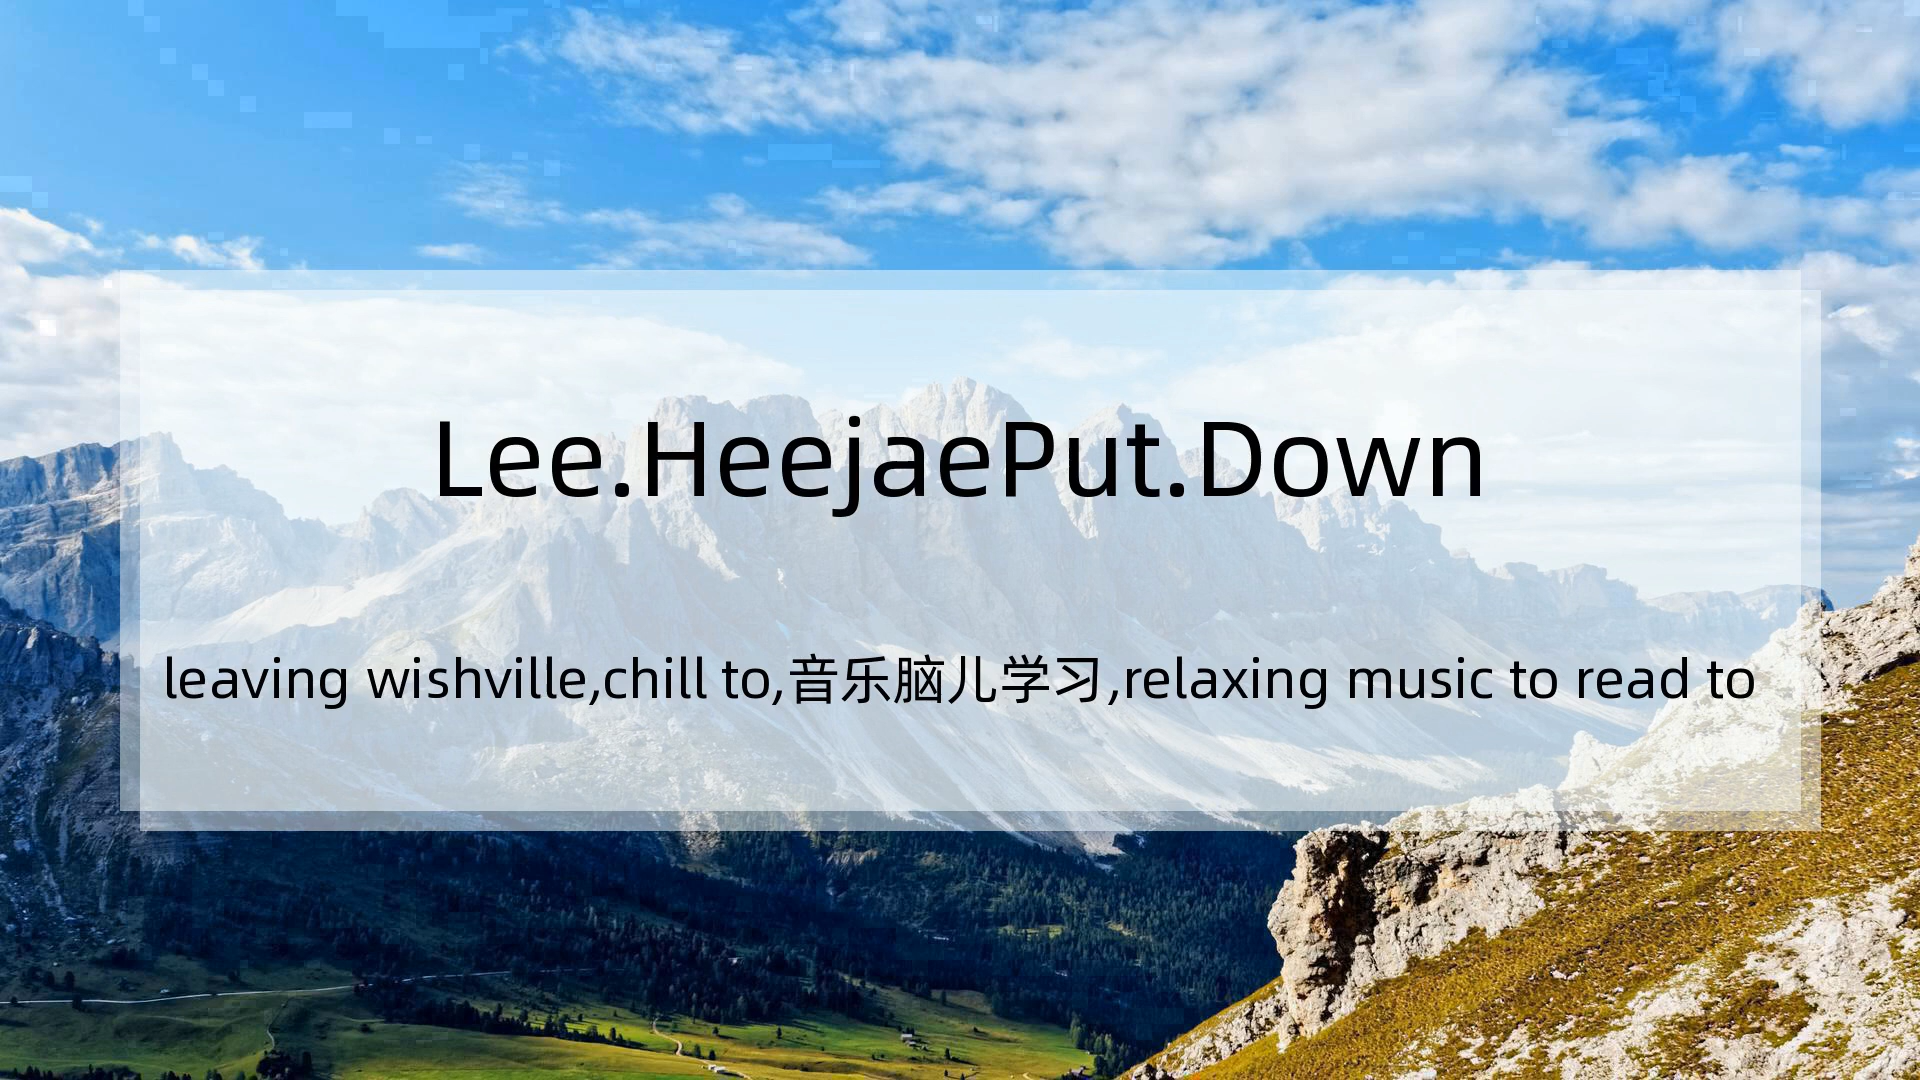 Lee.HeejaePut.Down
leaving wishville,chill to,音乐脑儿学习,relaxing music to read to